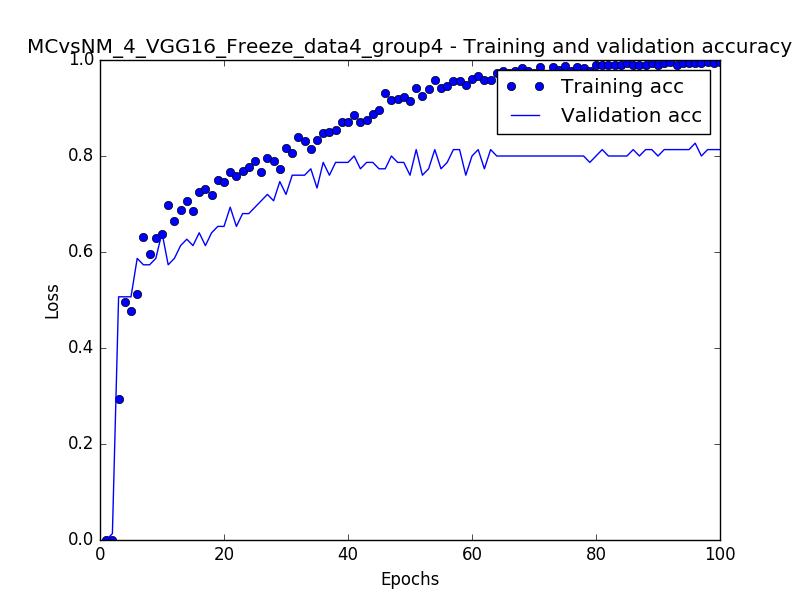 MCvsNM_4_VGG16_Freeze_data4_group4 - Training and validation accuracy
1.0
Training acc
Validation acc
0.8
0.6
Loss
0.4
0.2
0.0
0 20 40 60 80 100
Epochs